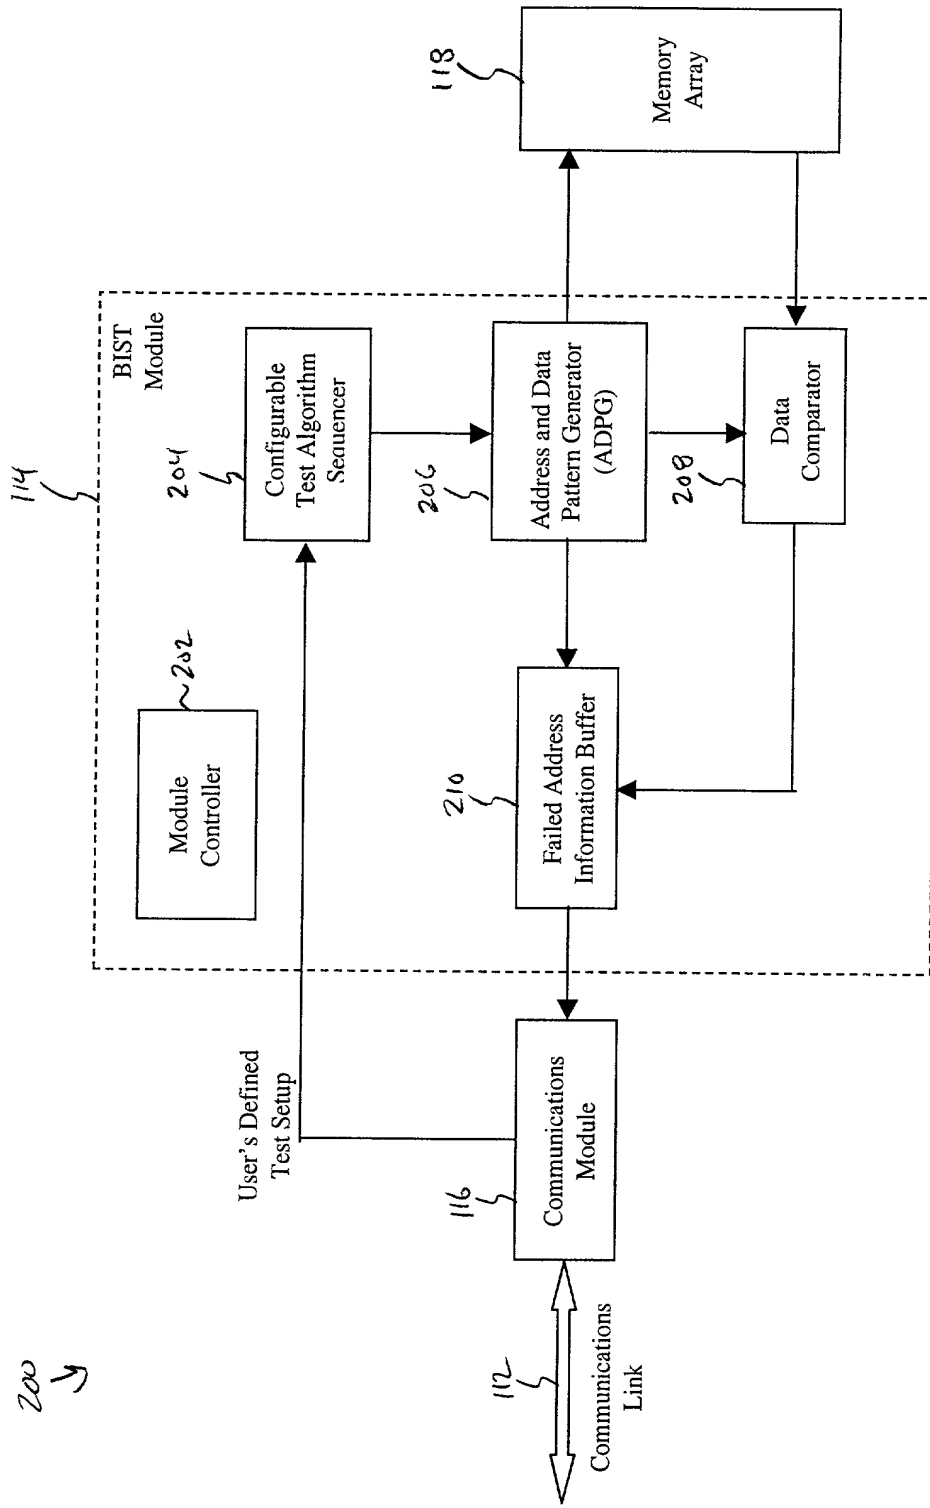 200
114
BIST
Module
202
Module
Controller
204
Configurable
Test Algorithm
Sequencer
118
Memory
Array
User's Defined
Test Setup
116
Communications
Module
210
Failed Address
Information Buffer
206
Address and Data
Pattern Generator
(ADPG)
208
Data
Comparator
112
Communications
Link